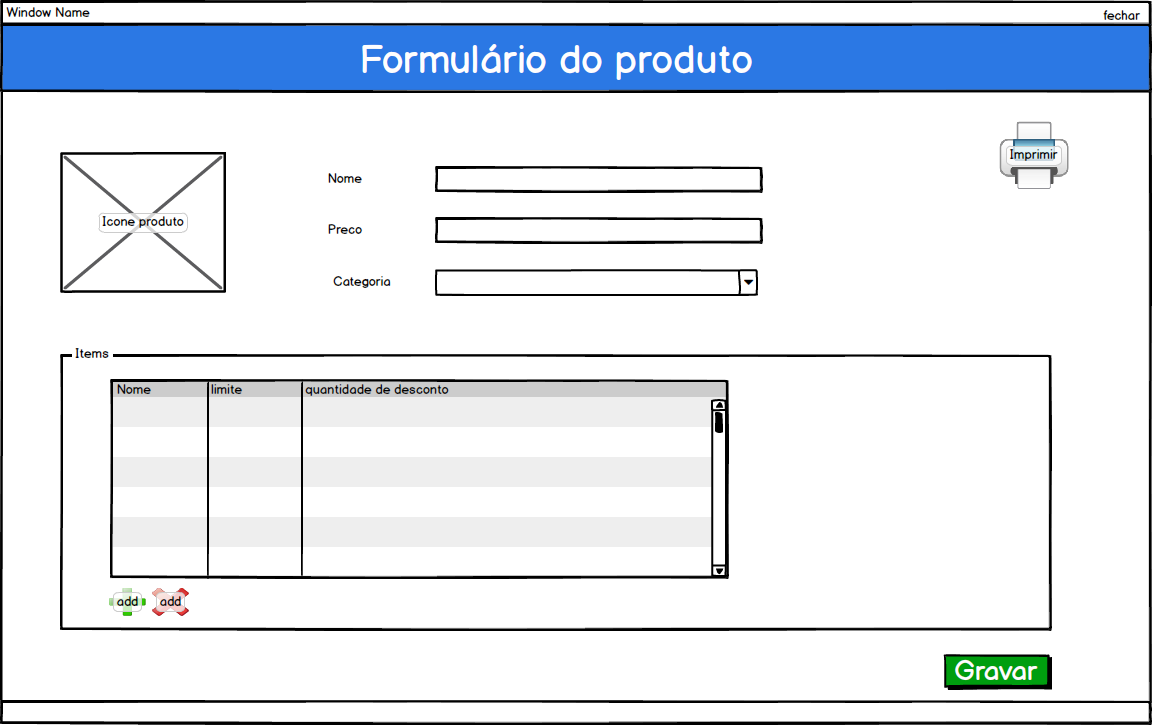 Window Name
fechar
Formulário do produto
Imprimir
Icone produto
Nome
Preco
Categoria
Items
Nome limite quantidade de desconto
add add
Gravar